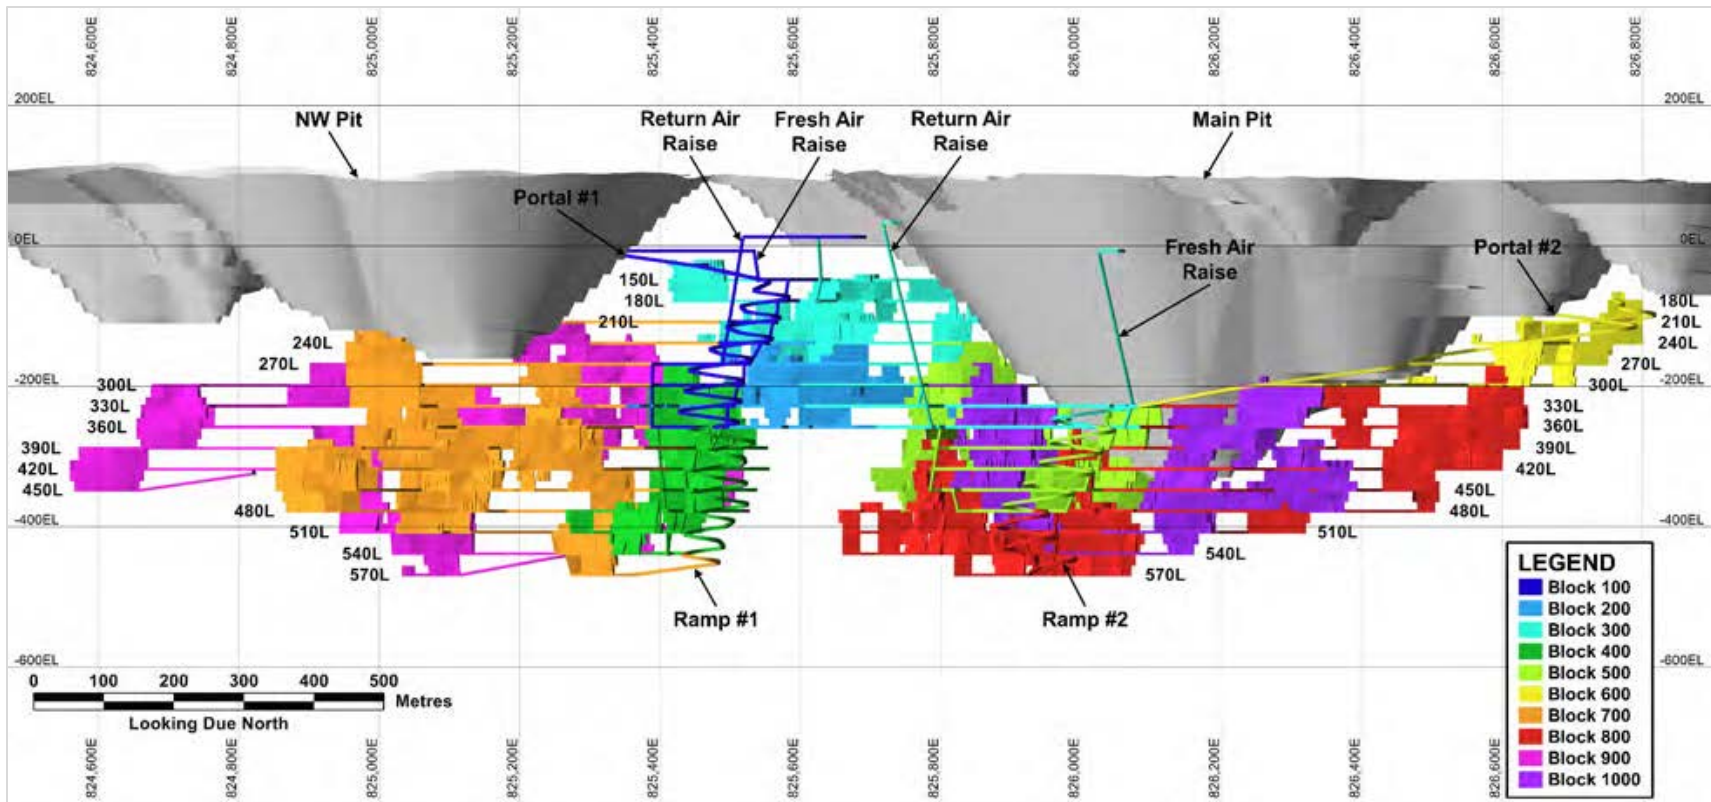 824,600E
824,800E
825,000E
825,200E
825,400E
825,600E
825,800E
826,000E
826,200E
826,400E
826,600E
826,800E
200EL
200EL
NW Pit
Return Air
Raise
Fresh Air
Raise
Return Air
Raise
Main Pit
Portal #1
0EL
0EL
Fresh Air
Raise
Portal #2
150L
180L
210L
240L
270L
300L
330L
360L
390L
420L
450L
480L
510L
540L
570L
180L
210L
240L
270L
300L
330L
360L
390L
420L
450L
480L
510L
540L
570L
-200EL
-200EL
-400EL
-400EL
Ramp #1
Ramp #2
-600EL
-600EL
0 100 200 300 400 500
Metres
Looking Due North
LEGEND
Block 100
Block 200
Block 300
Block 400
Block 500
Block 600
Block 700
Block 800
Block 900
Block 1000
824,600E
824,800E
825,000E
825,200E
825,400E
825,600E
825,800E
826,000E
826,200E
826,400E
826,600E